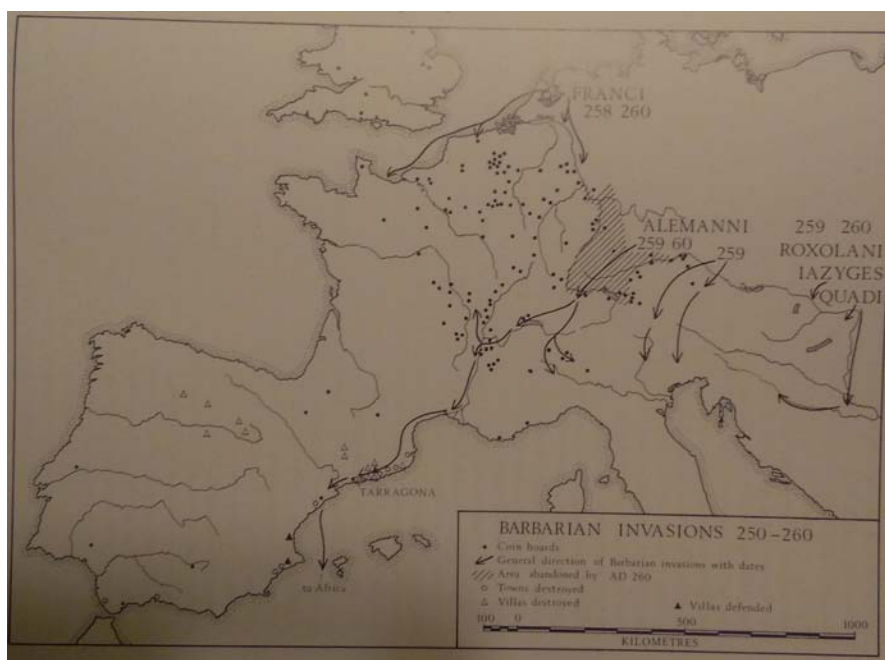 FRANCI
258 260
ALEMANNI
259 60
259
259 260
ROXOLANI
IAZYGES
QUADI
TARRAGONA
to Africa
BARBARIAN INVASIONS 250–260
Coin hoards
General direction of Barbarian invasions with dates
Area abandoned by AD 260
Towns destroyed
Villas destroyed
Villas defended
100 0 500 1000
KILOMETRES